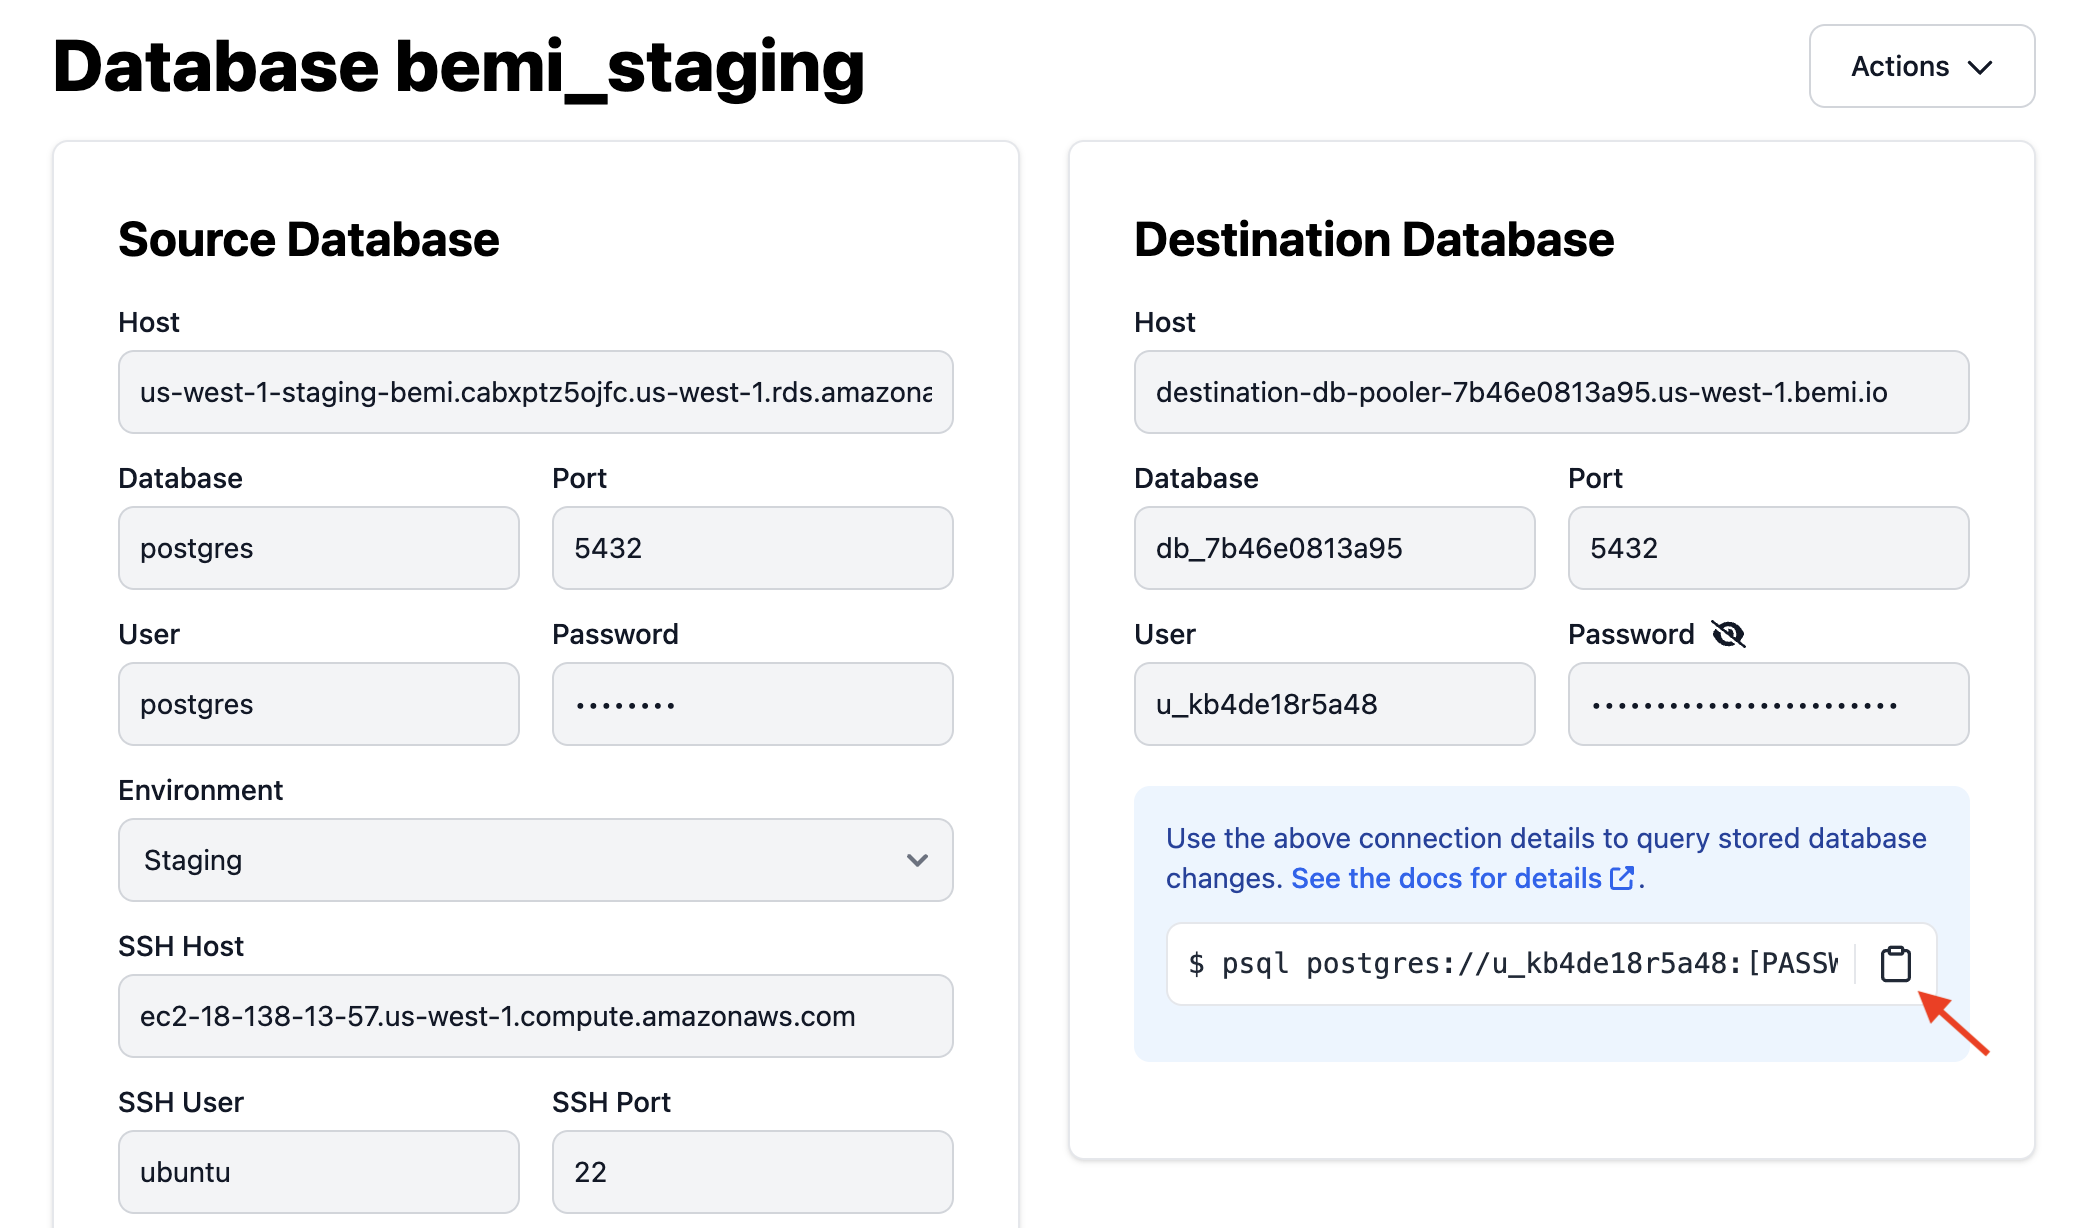 Database bemi_staging
Actions
Source Database
Host
us-west-1-staging-bemi.cabxptz5ojfc.us-west-1.rds.amazona
Database
Port
postgres
5432
User
Password
postgres
••••••••
Environment
Staging
SSH Host
ec2-18-138-13-57.us-west-1.compute.amazonaws.com
SSH User
SSH Port
ubuntu
22
Destination Database
Host
destination-db-pooler-7b46e0813a95.us-west-1.bemi.io
Database
Port
db_7b46e0813a95
5432
User
Password
u_kb4de18r5a48
••••••••••••••••••••••••
Use the above connection details to query stored database
changes. See the docs for details.
$ psql postgres://u_kb4de18r5a48:[PASSW